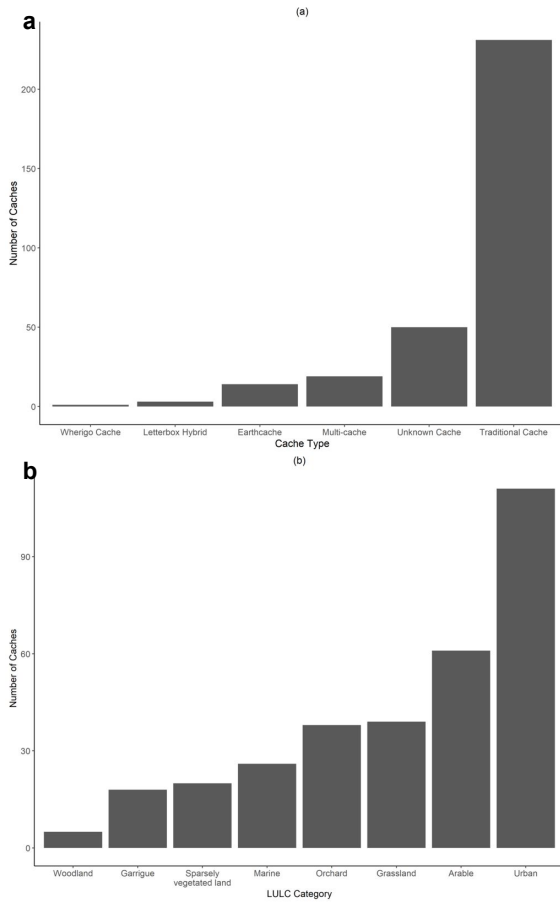 a
(a)
200
150
100
50
0
Number of Caches
Wherigo Cache Letterbox Hybrid Earthcache Multi-cache Unknown Cache Traditional Cache
Cache Type
b
(b)
90
60
30
0
Number of Caches
Woodland Garrigue Sparsely Marine Orchard Grassland Arable Urban
vegetated land
LULC Category